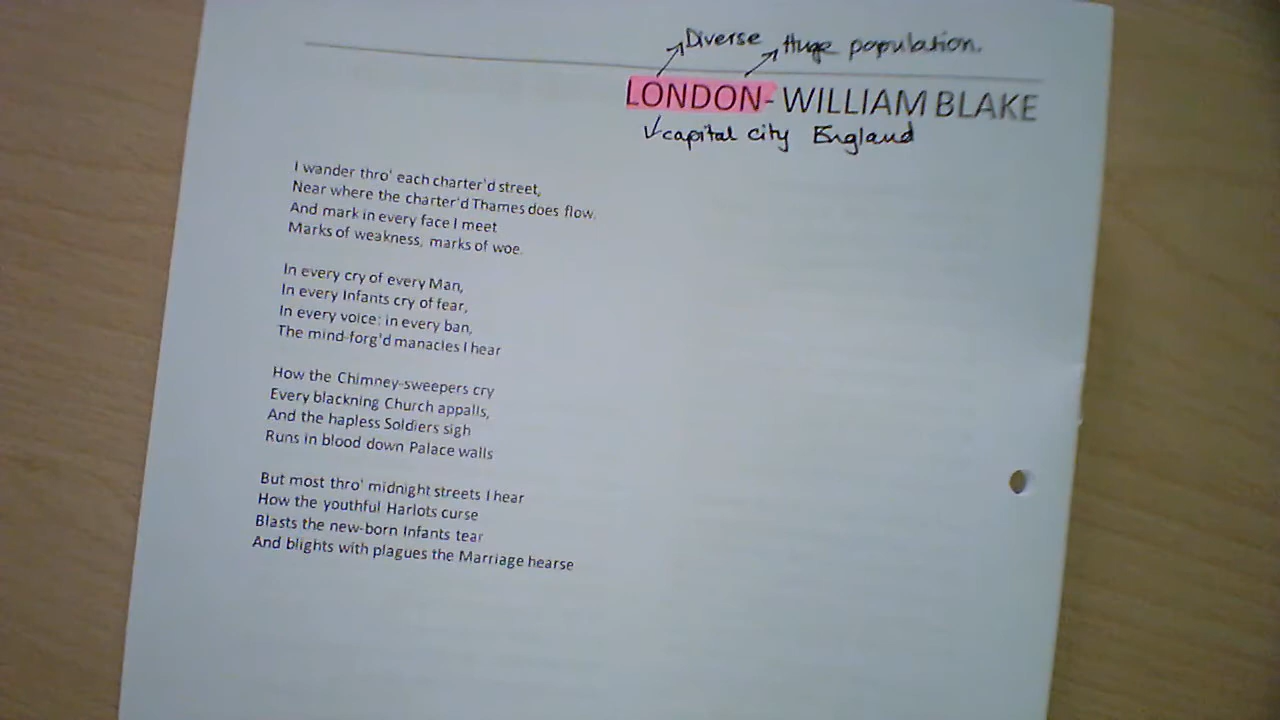 Diverse Huge population.
LONDON- WILLIAM BLAKE
capital city England
I wander thro' each charter'd street,
Near where the charter'd Thames does flow.
And mark in every face I meet
Marks of weakness, marks of woe.
In every cry of every Man,
In every Infants cry of fear,
In every voice: in every ban,
The mind-forg'd manacles I hear
How the Chimney-sweepers cry
Every blackning Church appalls,
And the hapless Soldiers sigh
Runs in blood down Palace walls
But most thro' midnight streets I hear
How the youthful Harlots curse
Blasts the new-born Infants tear
And blights with plagues the Marriage hearse